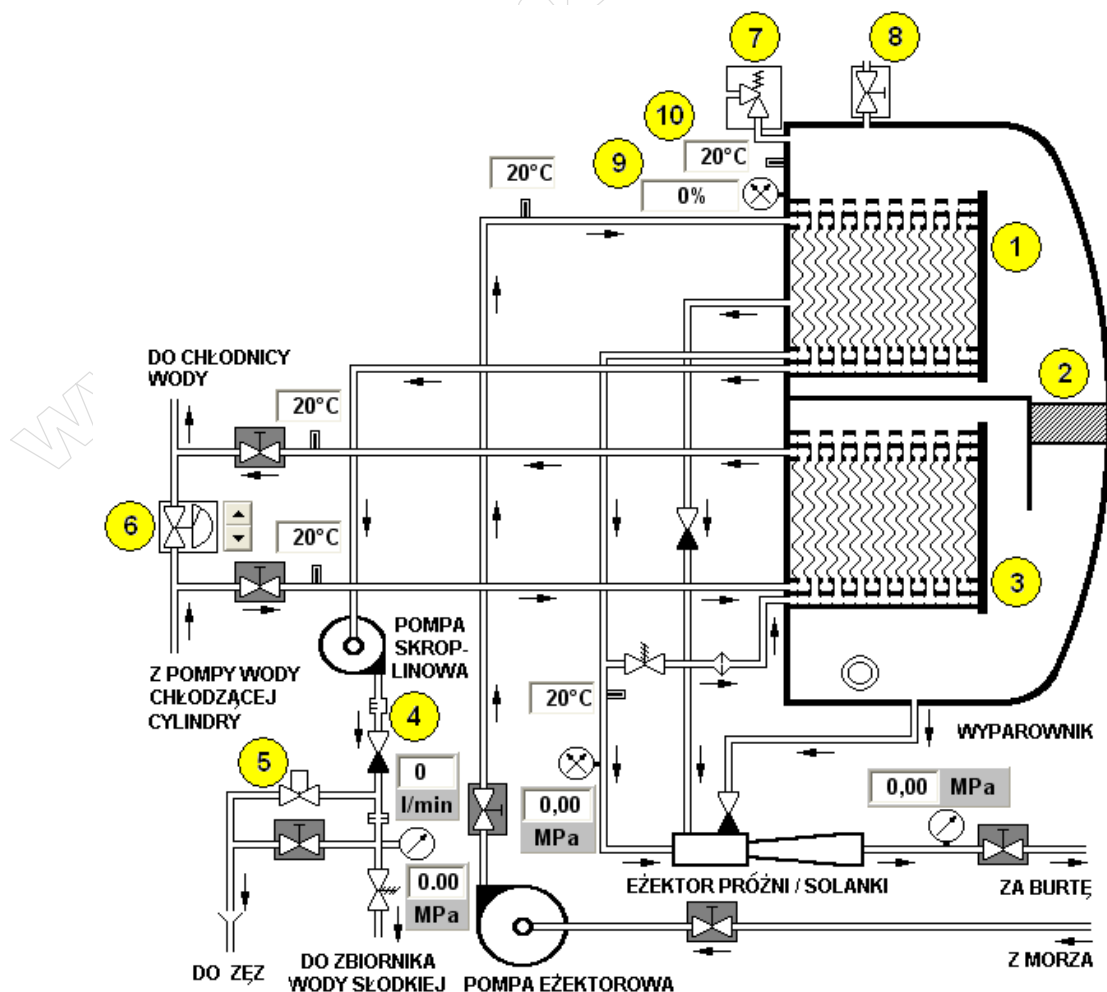 7
8
10
20°C
20°C
9
0%
1
DO CHŁODNICY
WODY
2
20°C
6
20°C
3
POMPA
SKROP-
LINOWA
Z POMPY WODY
CHŁODZĄCEJ
CYLINDRY
20°C
4
WYPAROWNIK
5
0
l/min
0,00
MPa
0,00 MPa
EŻEKTOR PRÓŻNI / SOLANKI
ZA BURTĘ
0.00
MPa
DO ZĘZ
DO ZBIORNIKA
WODY SŁODKIEJ
POMPA EŻEKTOROWA
Z MORZA